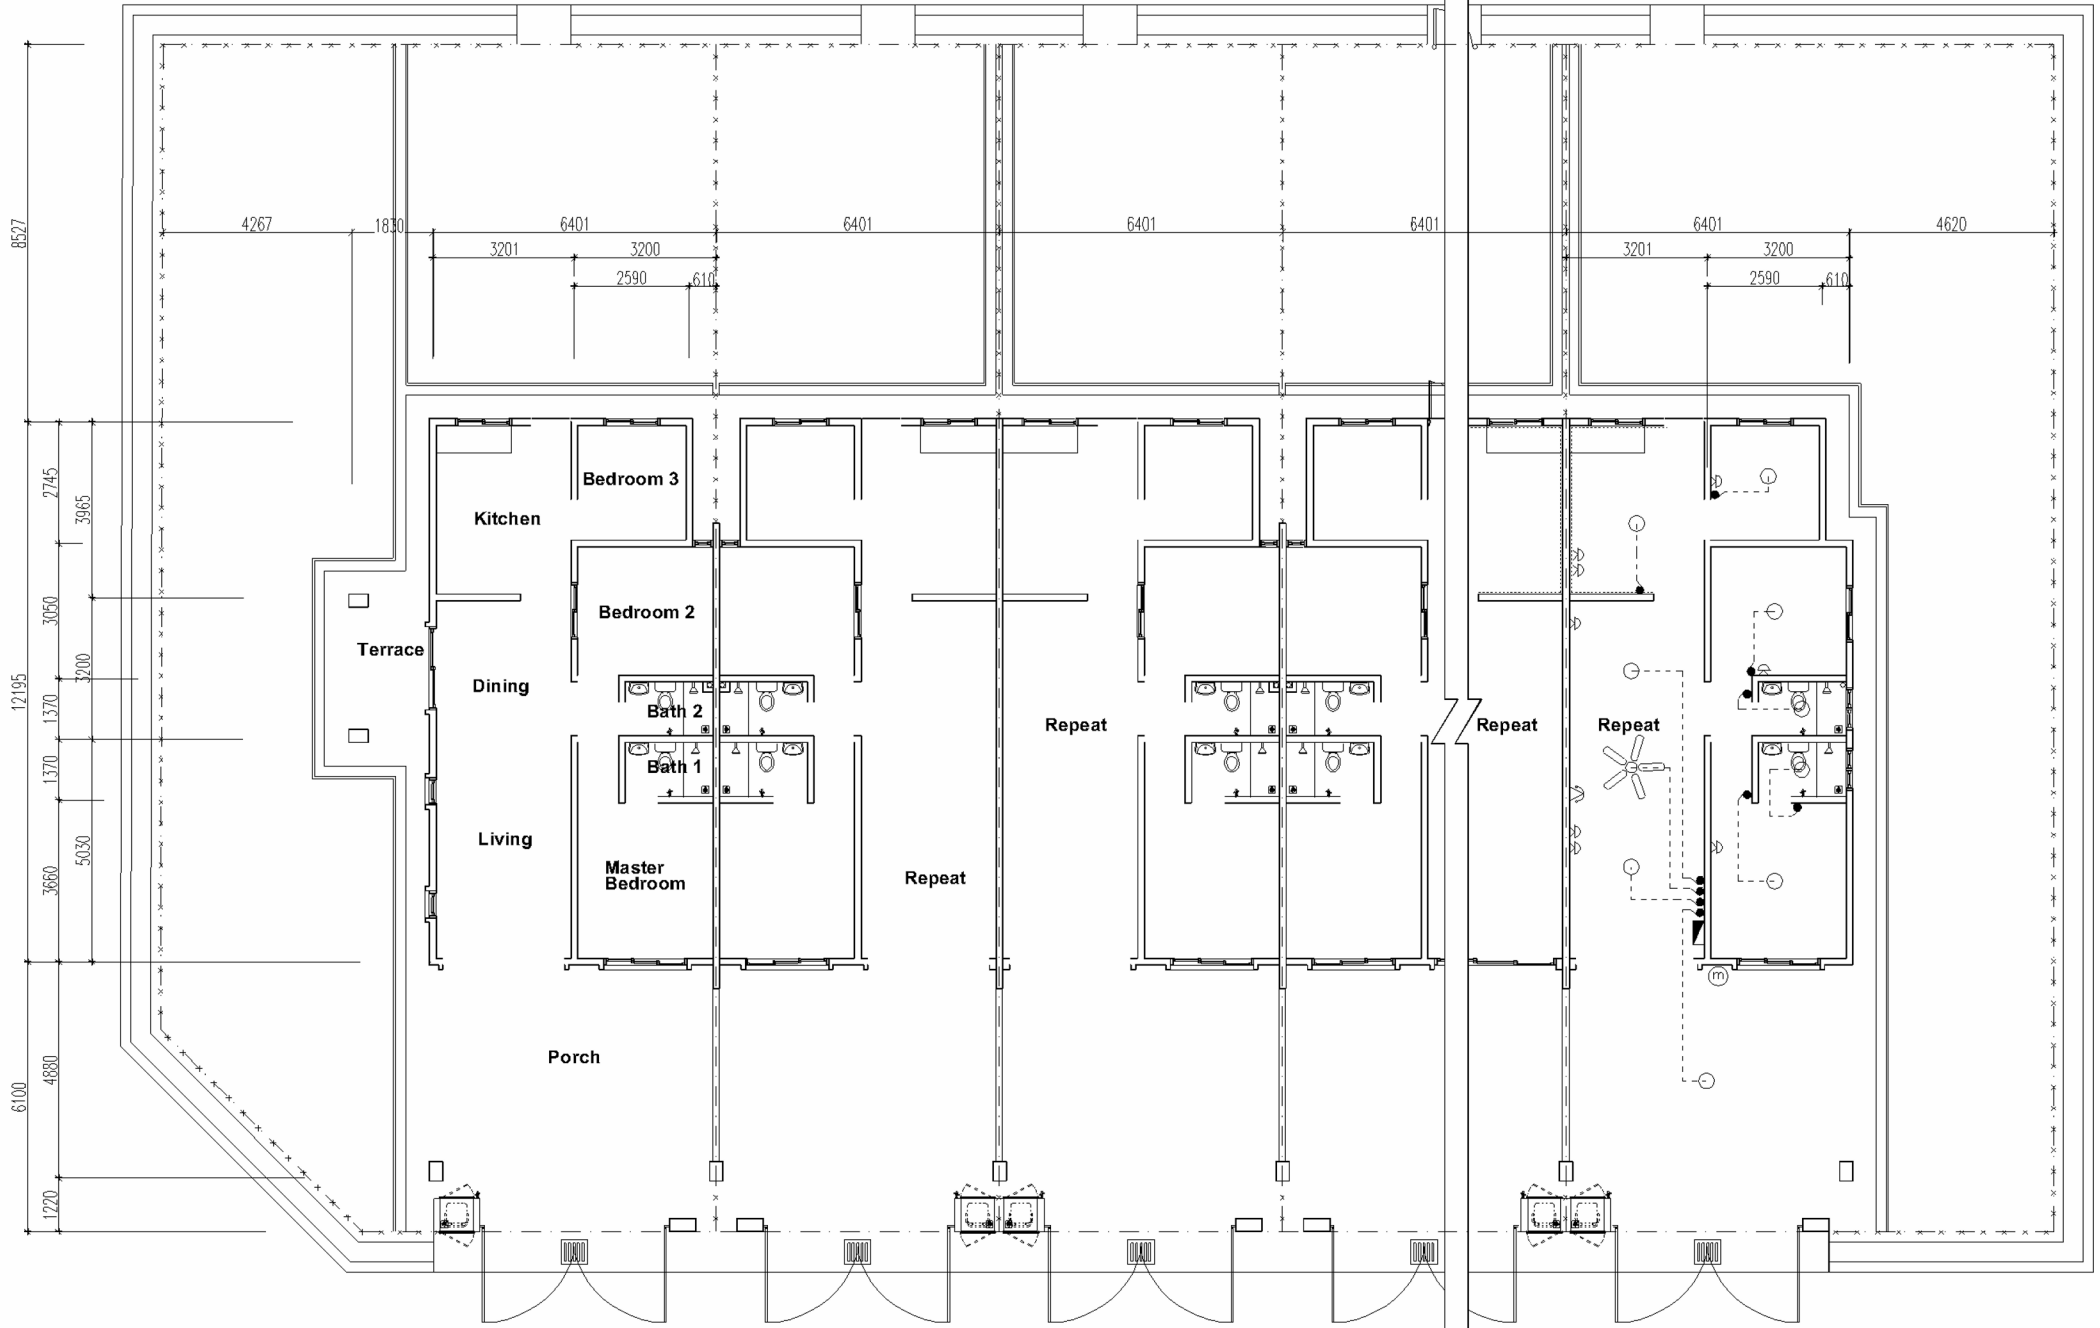 4267 1830 6401 6401 6401 6401 6401 4620
3201 3200 3201 3200
2590 610 2590 610
8527
2745
3965
3050
3200
12195
1370
1370
5030
3660
4880
6100
1220
Bedroom 3
Kitchen
Bedroom 2
Terrace
Dining
Bath 2
Repeat Repeat Repeat
Bath 1
Living
Master
Bedroom
Repeat
m
Porch